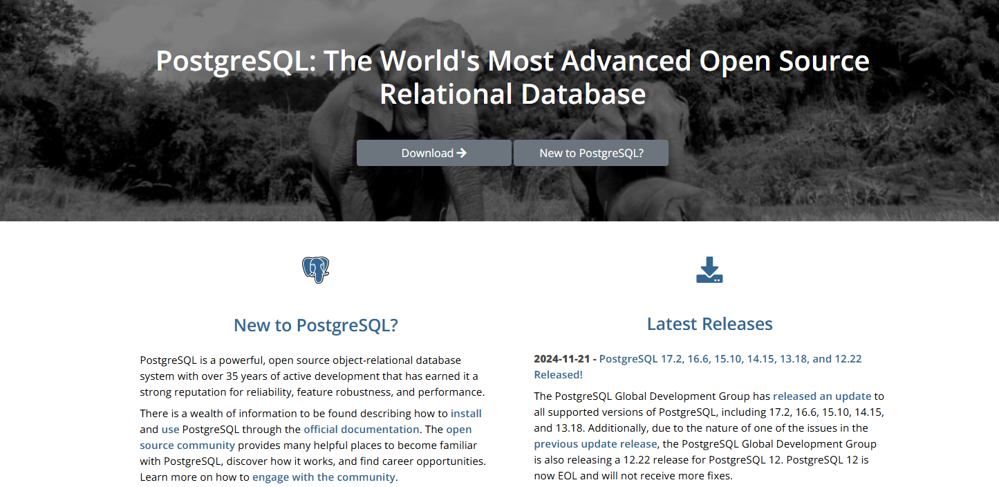 PostgreSQL: The World's Most Advanced Open Source
Relational Database
Download
New to PostgreSQL?
New to PostgreSQL?
PostgreSQL is a powerful, open source object-relational database
system with over 35 years of active development that has earned it a
strong reputation for reliability, feature robustness, and performance.
There is a wealth of information to be found describing how to install
and use PostgreSQL through the official documentation. The open
source community provides many helpful places to become familiar
with PostgreSQL, discover how it works, and find career opportunities.
Learn more on how to engage with the community.
Latest Releases
2024-11-21 - PostgreSQL 17.2, 16.6, 15.10, 14.15, 13.18, and 12.22
Released!
The PostgreSQL Global Development Group has released an update to
all supported versions of PostgreSQL, including 17.2, 16.6, 15.10, 14.15,
and 13.18. Additionally, due to the nature of one of the issues in the
previous update release, the PostgreSQL Global Development Group
is also releasing a 12.22 release for PostgreSQL 12. PostgreSQL 12 is
now EOL and will not receive more fixes.